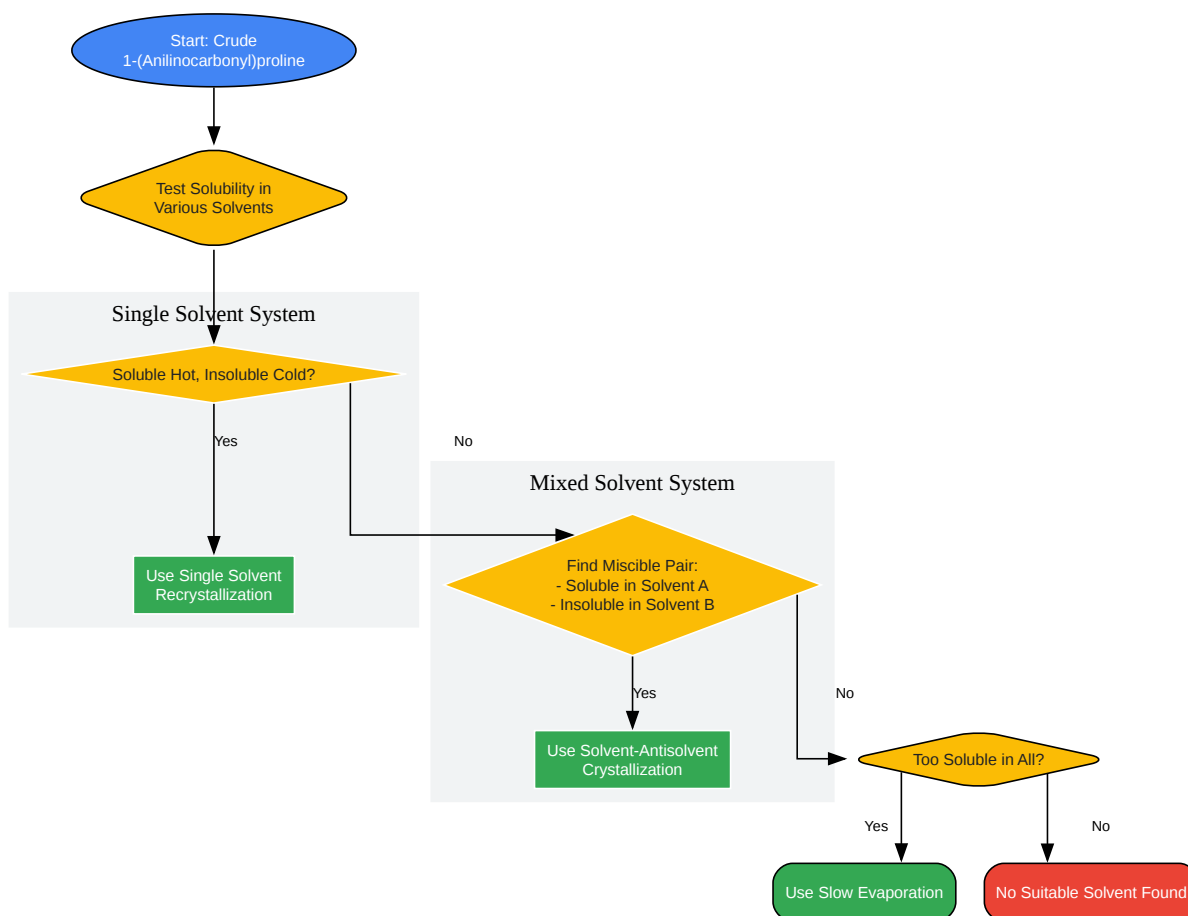 Start: Crude
1-(Anilinocarbonyl)proline
Test Solubility in
Various Solvents
Single Solvent System
Soluble Hot, Insoluble Cold?
Yes
No
Use Single Solvent
Recrystallization
Mixed Solvent System
Find Miscible Pair:
- Soluble in Solvent A
- Insoluble in Solvent B
Yes
No
Use Solvent-Antisolvent
Crystallization
Too Soluble in All?
Yes
No
Use Slow Evaporation
No Suitable Solvent Found